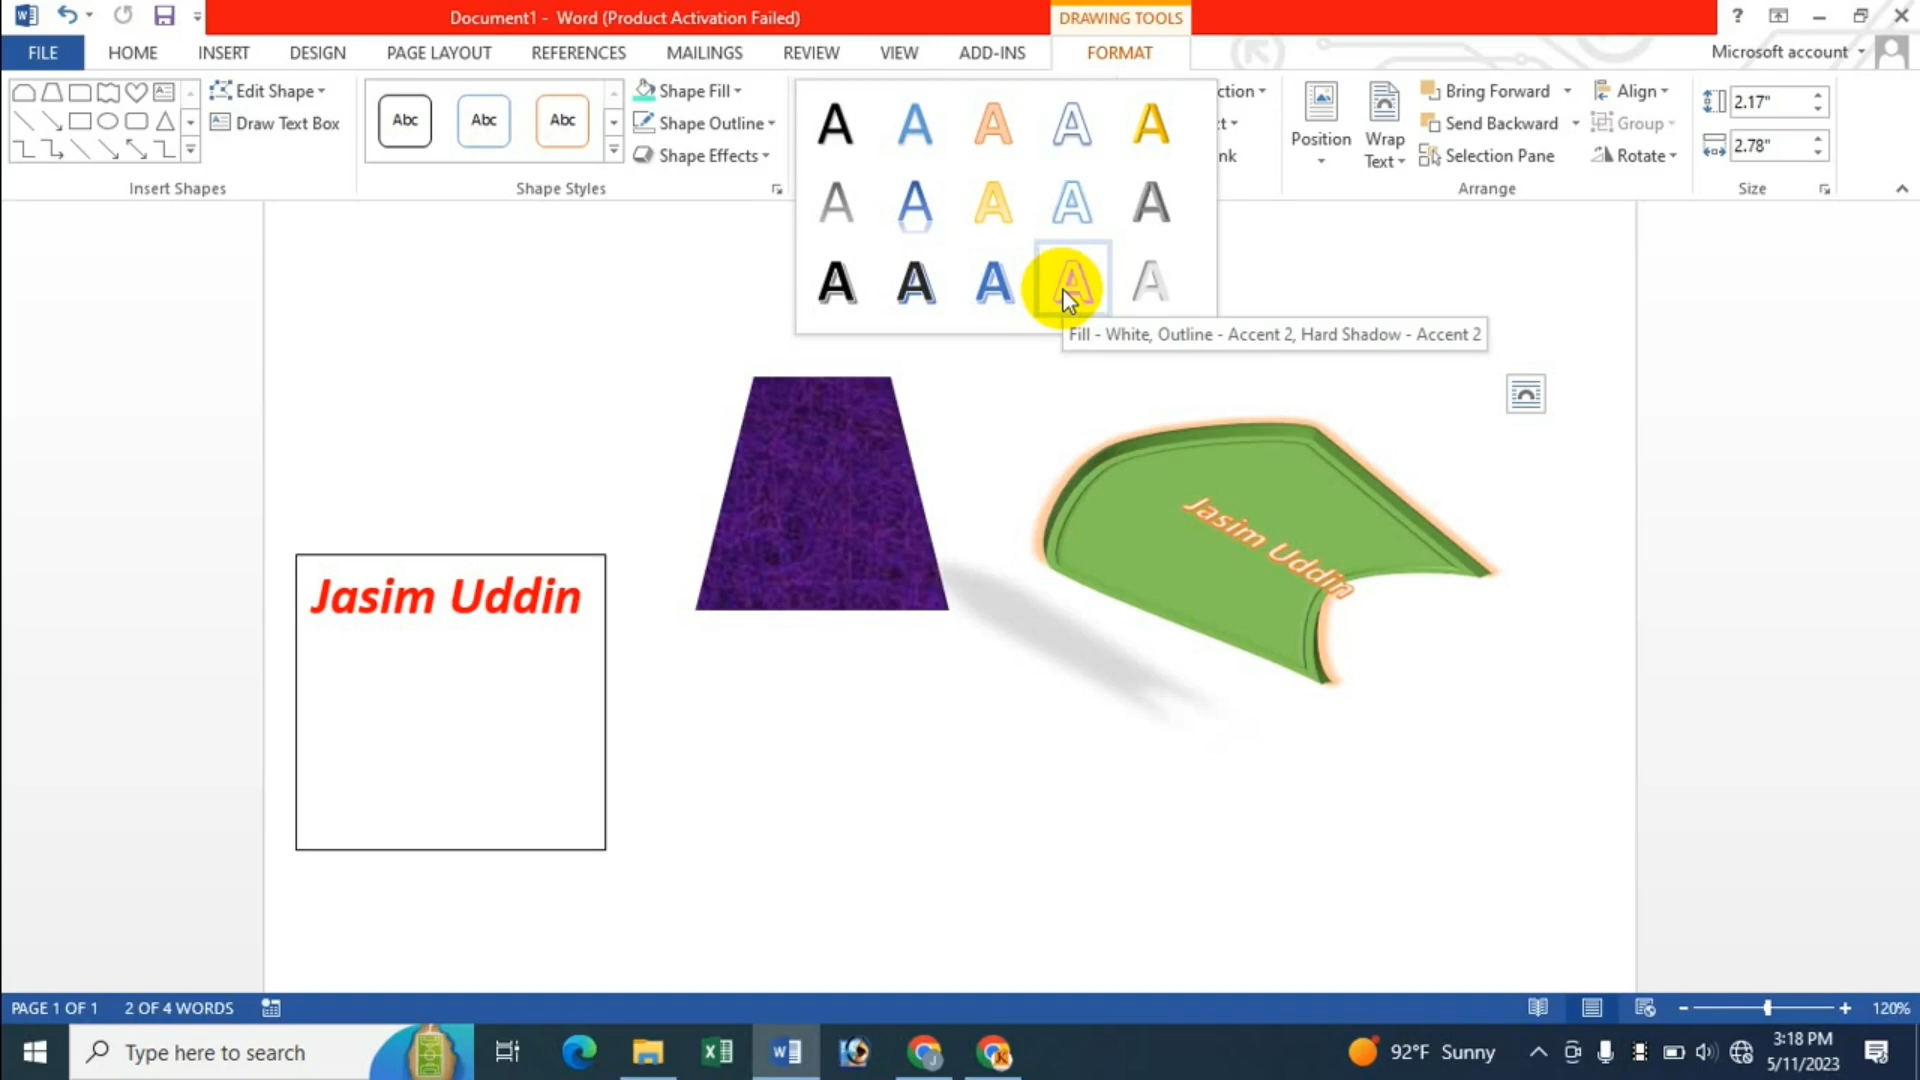 Document1 - Word (Product Activation Failed)
DRAWING TOOLS
?
FILE
HOME
INSERT
DESIGN
PAGE LAYOUT
REFERENCES
MAILINGS
REVIEW
VIEW
ADD-INS
FORMAT
Microsoft account
Edit Shape
Draw Text Box
Insert Shapes
Abc
Abc
Abc
Shape Fill
Shape Outline
Shape Effects
Shape Styles
A A A A A
A A A A A
A A A A A
Fill - White, Outline - Accent 2, Hard Shadow - Accent 2
ction
t
nk
Position
Wrap
Text
Bring Forward
Send Backward
Selection Pane
Align
Group
Rotate
Arrange
2.17"
2.78"
Size
Jasim Uddin
Jasim Uddin
PAGE 1 OF 1
2 OF 4 WORDS
120%
Type here to search
92°F Sunny
3:18 PM
5/11/2023